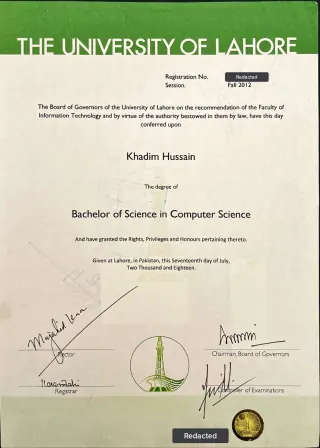 THE UNIVERSITY OF LAHORE
Registration No. Redacted
Session. Fall 2012
The Board of Governors of the University of Lahore on the recommendation of the Faculty of
Information Technology and by virtue of the authority bestowed in them by law, have this day
conferred upon
Khadim Hussain
The degree of
Bachelor of Science in Computer Science
And have granted the Rights, Privileges and Honours pertaining thereto.
Given at Lahore, in Pakistan, this Seventeenth day of July,
Two Thousand and Eighteen.
Rector
Chairman, Board of Governors
Registrar
Controller of Examinations
Redacted